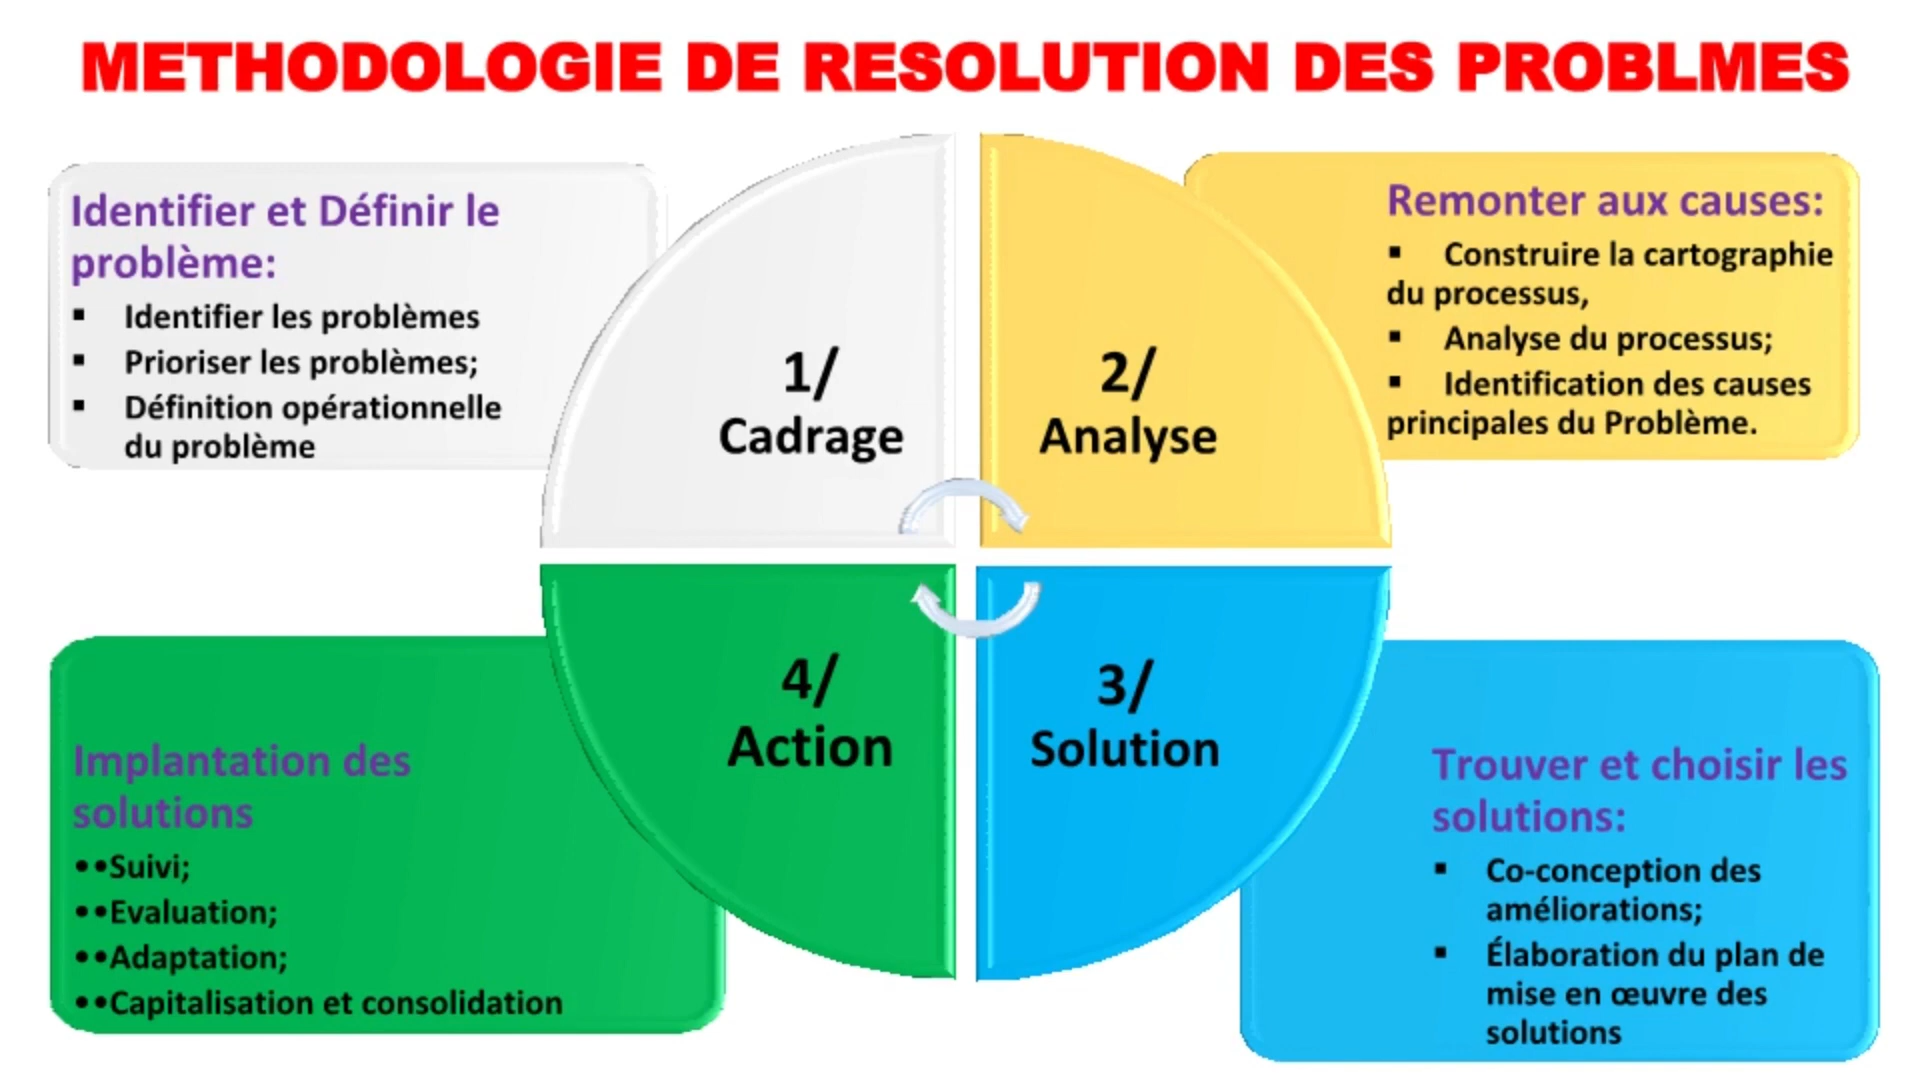 METHODOLOGIE DE RESOLUTION DES PROBLMES
Identifier et Définir le
problème:
▪ Identifier les problèmes
▪ Prioriser les problèmes;
▪ Définition opérationnelle
du problème
1/
Cadrage
2/
Analyse
Remonter aux causes:
▪ Construire la cartographie
du processus,
▪ Analyse du processus;
▪ Identification des causes
principales du Problème.
Implantation des
solutions
••Suivi;
••Evaluation;
••Adaptation;
••Capitalisation et consolidation
4/
Action
3/
Solution
Trouver et choisir les
solutions:
▪ Co-conception des
améliorations;
▪ Élaboration du plan de
mise en œuvre des
solutions